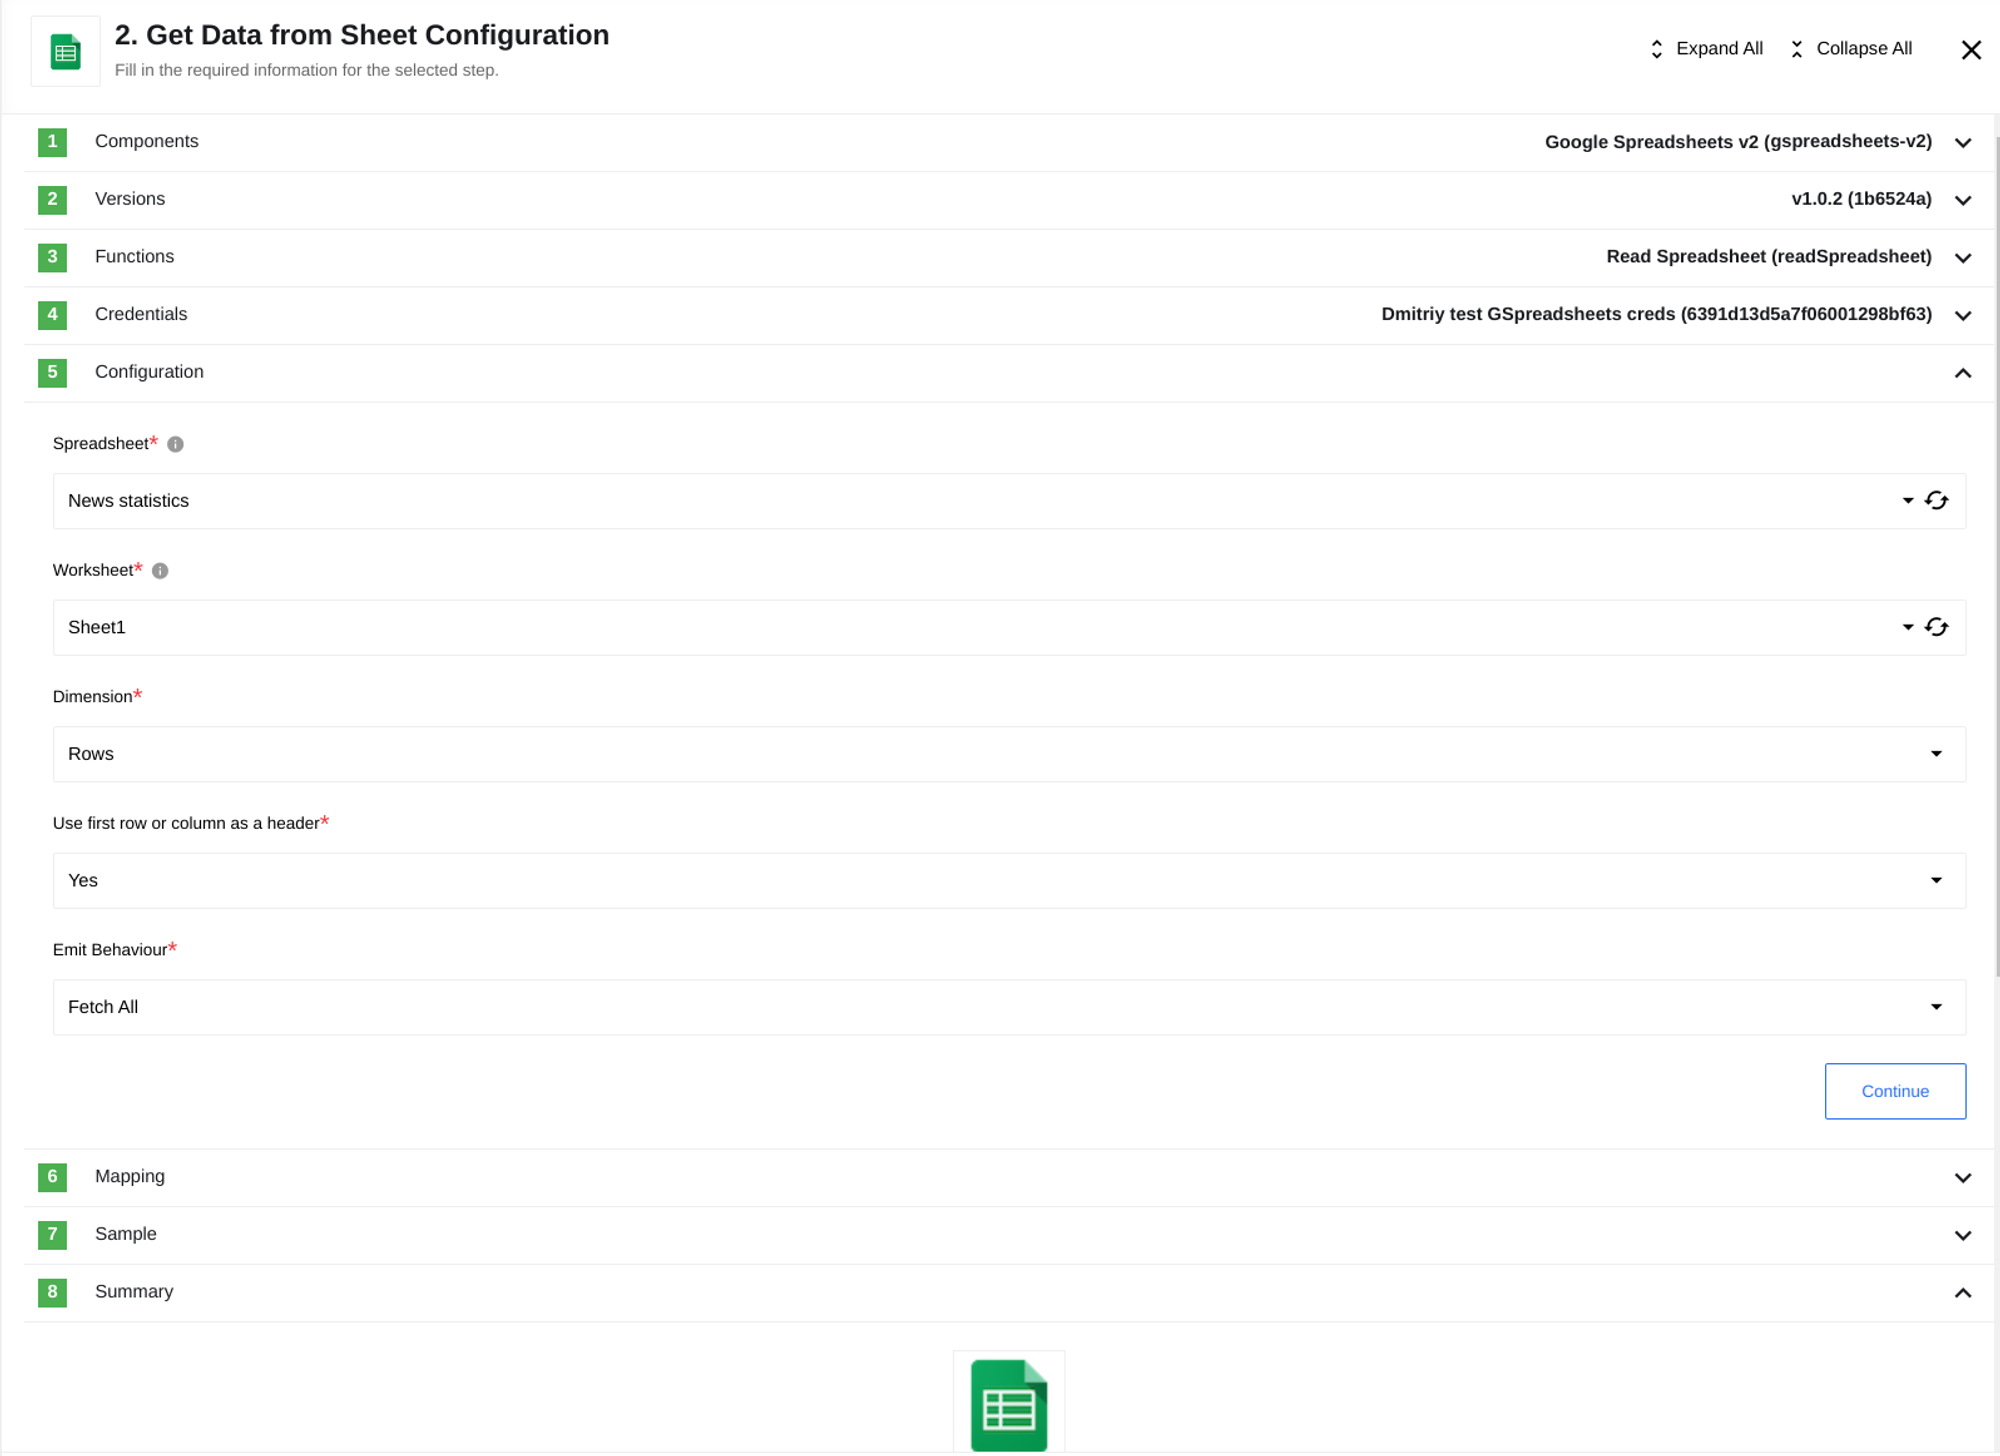 2. Get Data from Sheet Configuration
Fill in the required information for the selected step.
Expand All
Collapse All
1 Components Google Spreadsheets v2 (gspreadsheets-v2)
2 Versions v1.0.2 (1b6524a)
3 Functions Read Spreadsheet (readSpreadsheet)
4 Credentials Dmitriy test GSpreadsheets creds (6391d13d5a7f06001298bf63)
5 Configuration
Spreadsheet*
News statistics
Worksheet*
Sheet1
Dimension*
Rows
Use first row or column as a header*
Yes
Emit Behaviour*
Fetch All
Continue
6 Mapping
7 Sample
8 Summary